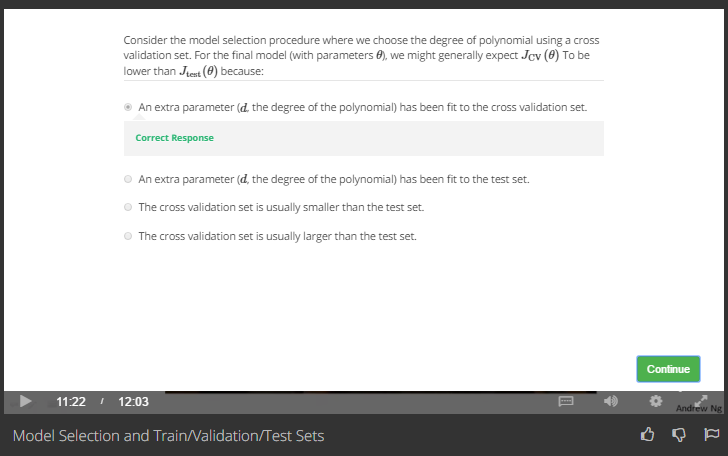 Consider the model selection procedure where we choose the degree of polynomial using a cross
validation set. For the final model (with parameters θ), we might generally expect J_CV (θ) To be
lower than J_test (θ) because:
An extra parameter (d, the degree of the polynomial) has been fit to the cross validation set.
Correct Response
An extra parameter (d, the degree of the polynomial) has been fit to the test set.
The cross validation set is usually smaller than the test set.
The cross validation set is usually larger than the test set.
Continue
11:22 / 12:03
Andrew Ng
Model Selection and Train/Validation/Test Sets